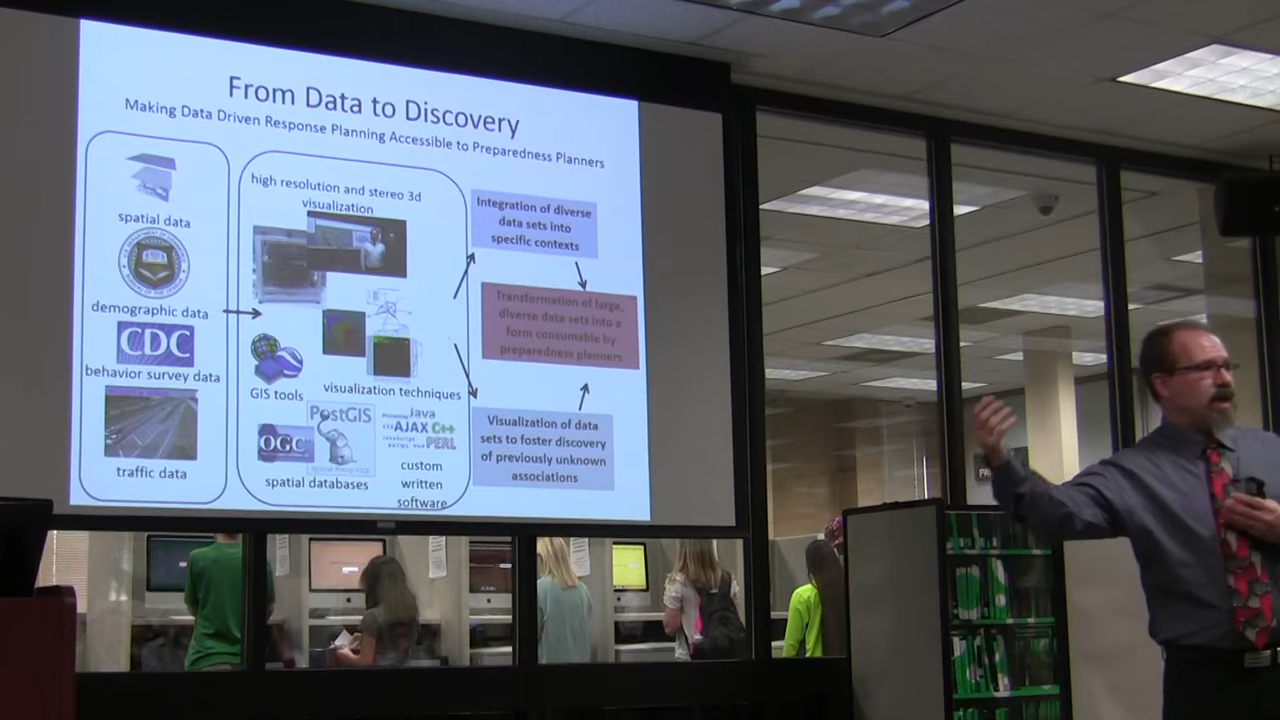 From Data to Discovery
Making Data Driven Response Planning Accessible to Preparedness Planners
spatial data
demographic data
CDC
behavior survey data
traffic data
high resolution and stereo 3d
visualization
GIS tools
visualization techniques
OGC
PostGIS
Spatial PostgreSQL
spatial databases
Java
AJAX C++
PERL
custom
written
software
Integration of diverse
data sets into
specific contexts
Transformation of large,
diverse data sets into a
form consumable by
preparedness planners
Visualization of data
sets to foster discovery
of previously unknown
associations